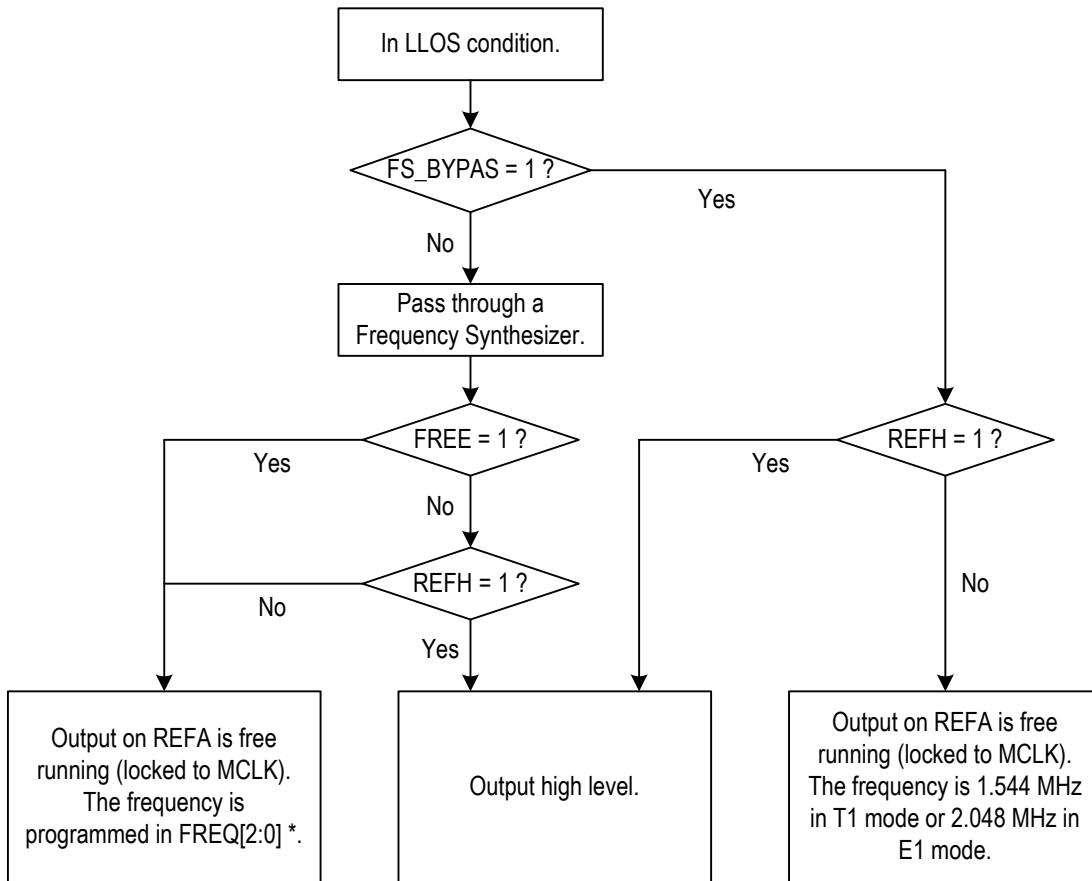 In LLOS condition.
FS_BYPAS = 1 ?
Yes
No
Pass through a
Frequency Synthesizer.
FREE = 1 ?
REFH = 1 ?
Yes
Yes
No
REFH = 1 ?
No
No
Yes
Output on REFA is free
running (locked to MCLK).
The frequency is
programmed in FREQ[2:0] *.
Output high level.
Output on REFA is free
running (locked to MCLK).
The frequency is 1.544 MHz
in T1 mode or 2.048 MHz in
E1 mode.